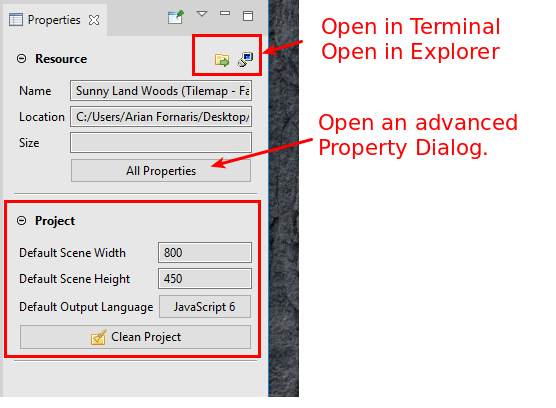 Properties
Open in Terminal
Open in Explorer
Resource
Name Sunny Land Woods (Tilemap - Fa
Location C:/Users/Arian Fornaris/Desktop/
Size
Open an advanced
Property Dialog.
All Properties
Project
Default Scene Width 800
Default Scene Height 450
Default Output Language JavaScript 6
Clean Project